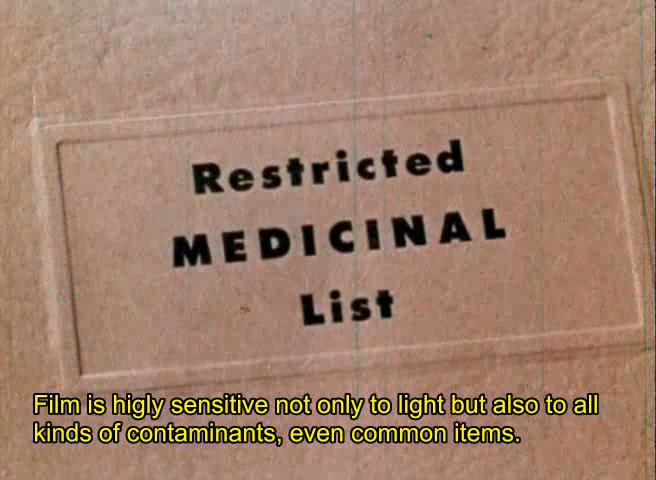 Restricted
MEDICINAL
List
Film is higly sensitive not only to light but also to all
kinds of contaminants, even common items.